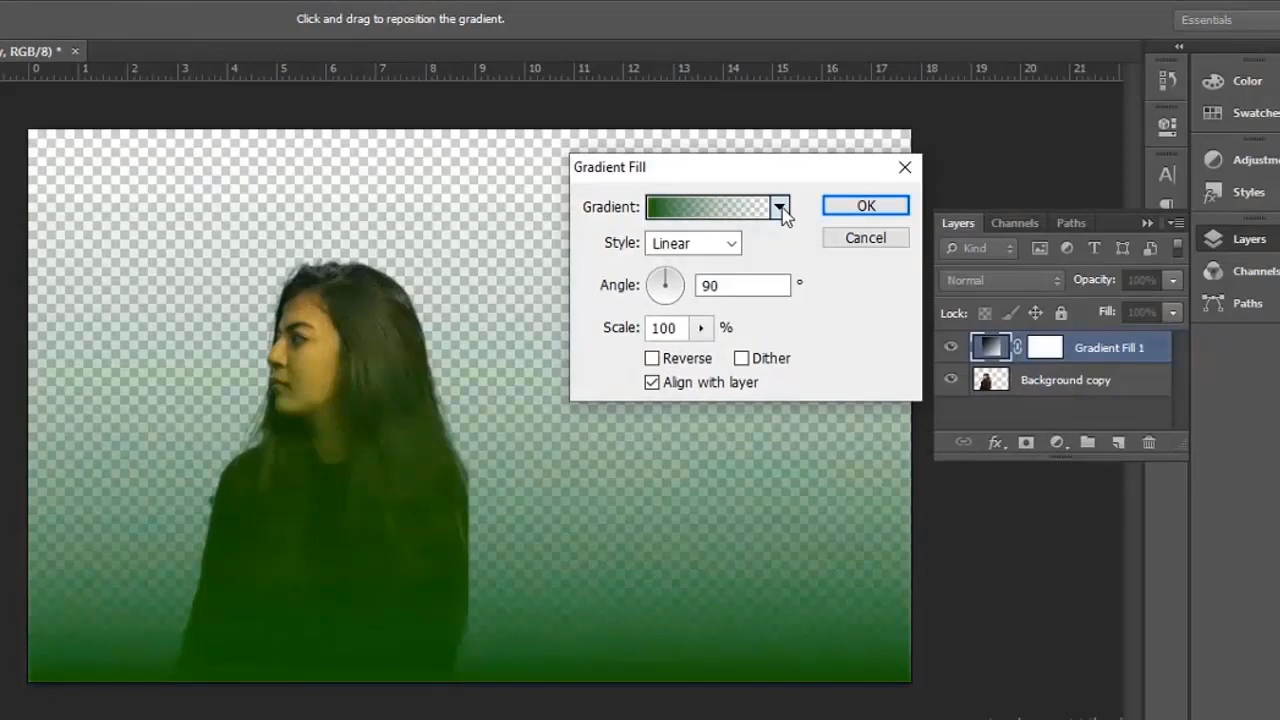 Click and drag to reposition the gradient.
Essentials
y, RGB/8) * ×
0 1 2 3 4 5 6 7 8 9 10 11 12 13 14 15 16 17 18 19 20 21
Color
Swatches
Adjustm
Styles
Layers
Channels
Paths
Gradient Fill
Gradient:
OK
Style: Linear
Cancel
Angle: 90 °
Scale: 100 %
Reverse Dither
Align with layer
Layers Channels Paths
Kind
Normal Opacity: 100%
Lock: Fill: 100%
Gradient Fill 1
Background copy
fx